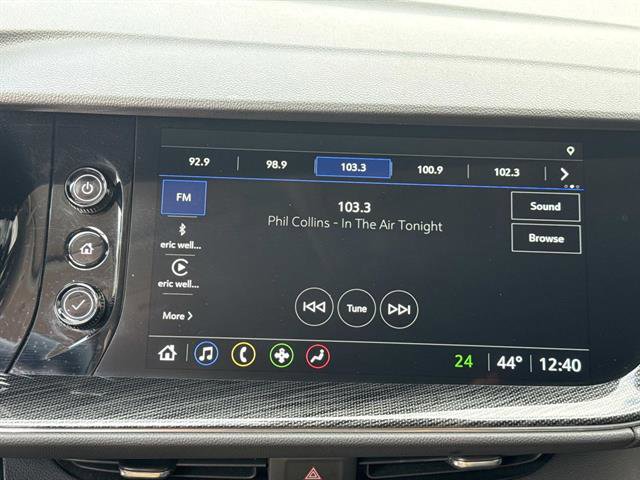 92.9 98.9 103.3 100.9 102.3
FM
103.3
Phil Collins - In The Air Tonight
Sound
Browse
eric well...
eric well...
More
Tune
24 44° 12:40